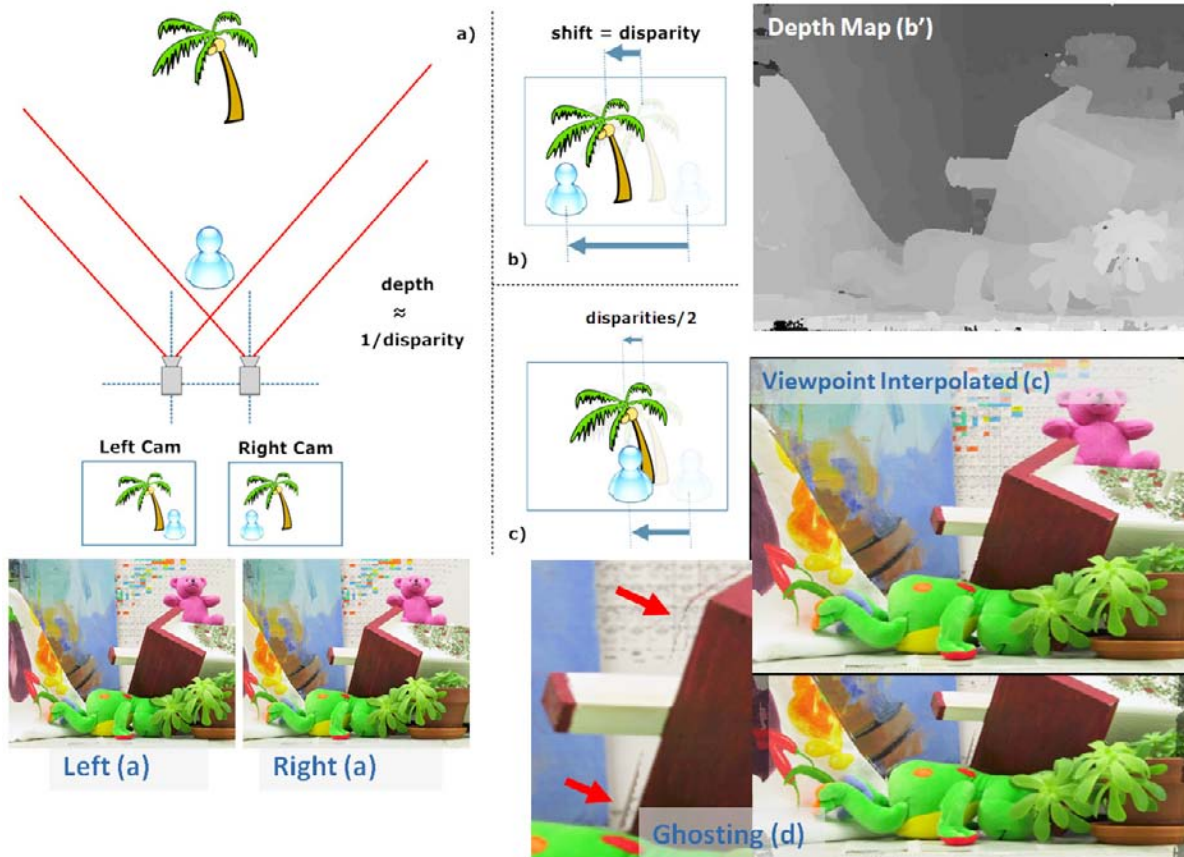 a)
depth
≈
1/disparity
Left Cam
Right Cam
Left (a)
Right (a)
shift = disparity
b)
disparities/2
c)
Depth Map (b’)
Viewpoint Interpolated (c)
Ghosting (d)